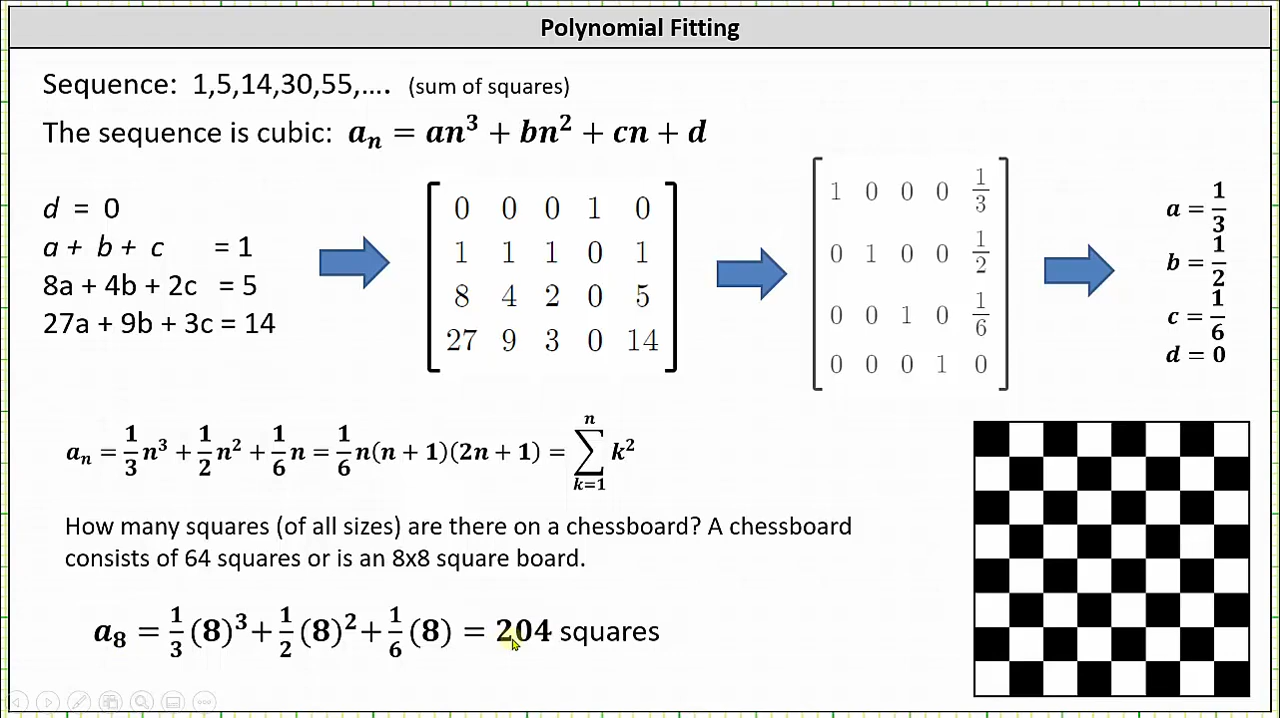 Polynomial Fitting
Sequence: 1,5,14,30,55,.... (sum of squares)
The sequence is cubic: aₙ = an³ + bn² + cn + d
d = 0
a + b + c = 1
8a + 4b + 2c = 5
27a + 9b + 3c = 14
0 0 0 1 0
1 1 1 0 1
8 4 2 0 5
27 9 3 0 14
1 0 0 0 1/3
0 1 0 0 1/2
0 0 1 0 1/6
0 0 0 1 0
a = 1/3
b = 1/2
c = 1/6
d = 0
aₙ = 1/3 n³ + 1/2 n² + 1/6 n = 1/6 n(n + 1)(2n + 1) = ∑ₖ₌₁ⁿ k²
How many squares (of all sizes) are there on a chessboard? A chessboard
consists of 64 squares or is an 8x8 square board.
a₈ = 1/3 (8)³ + 1/2 (8)² + 1/6 (8) = 204 squares